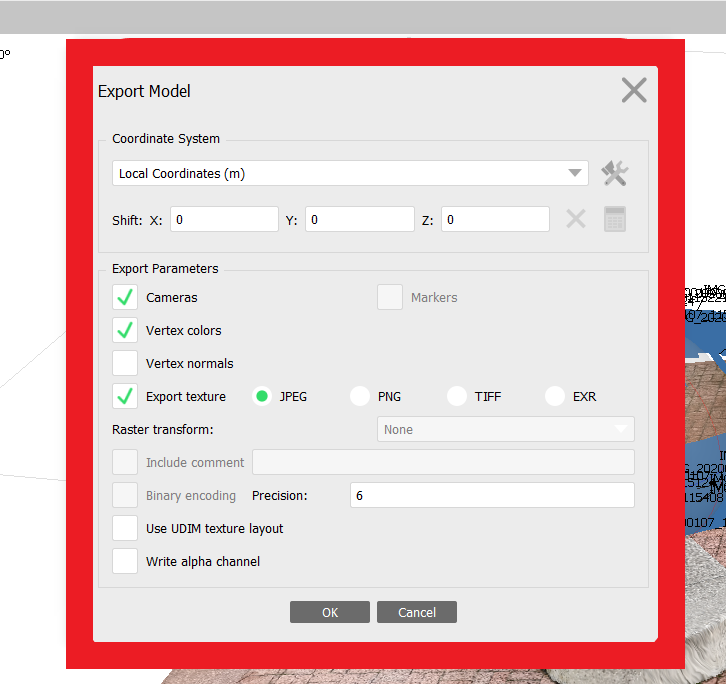 0°
Export Model
Coordinate System
Local Coordinates (m)
Shift: X: 0 Y: 0 Z: 0
Export Parameters
Cameras Markers
Vertex colors
Vertex normals
Export texture JPEG PNG TIFF EXR
Raster transform: None
Include comment
Binary encoding Precision: 6
Use UDIM texture layout
Write alpha channel
OK Cancel